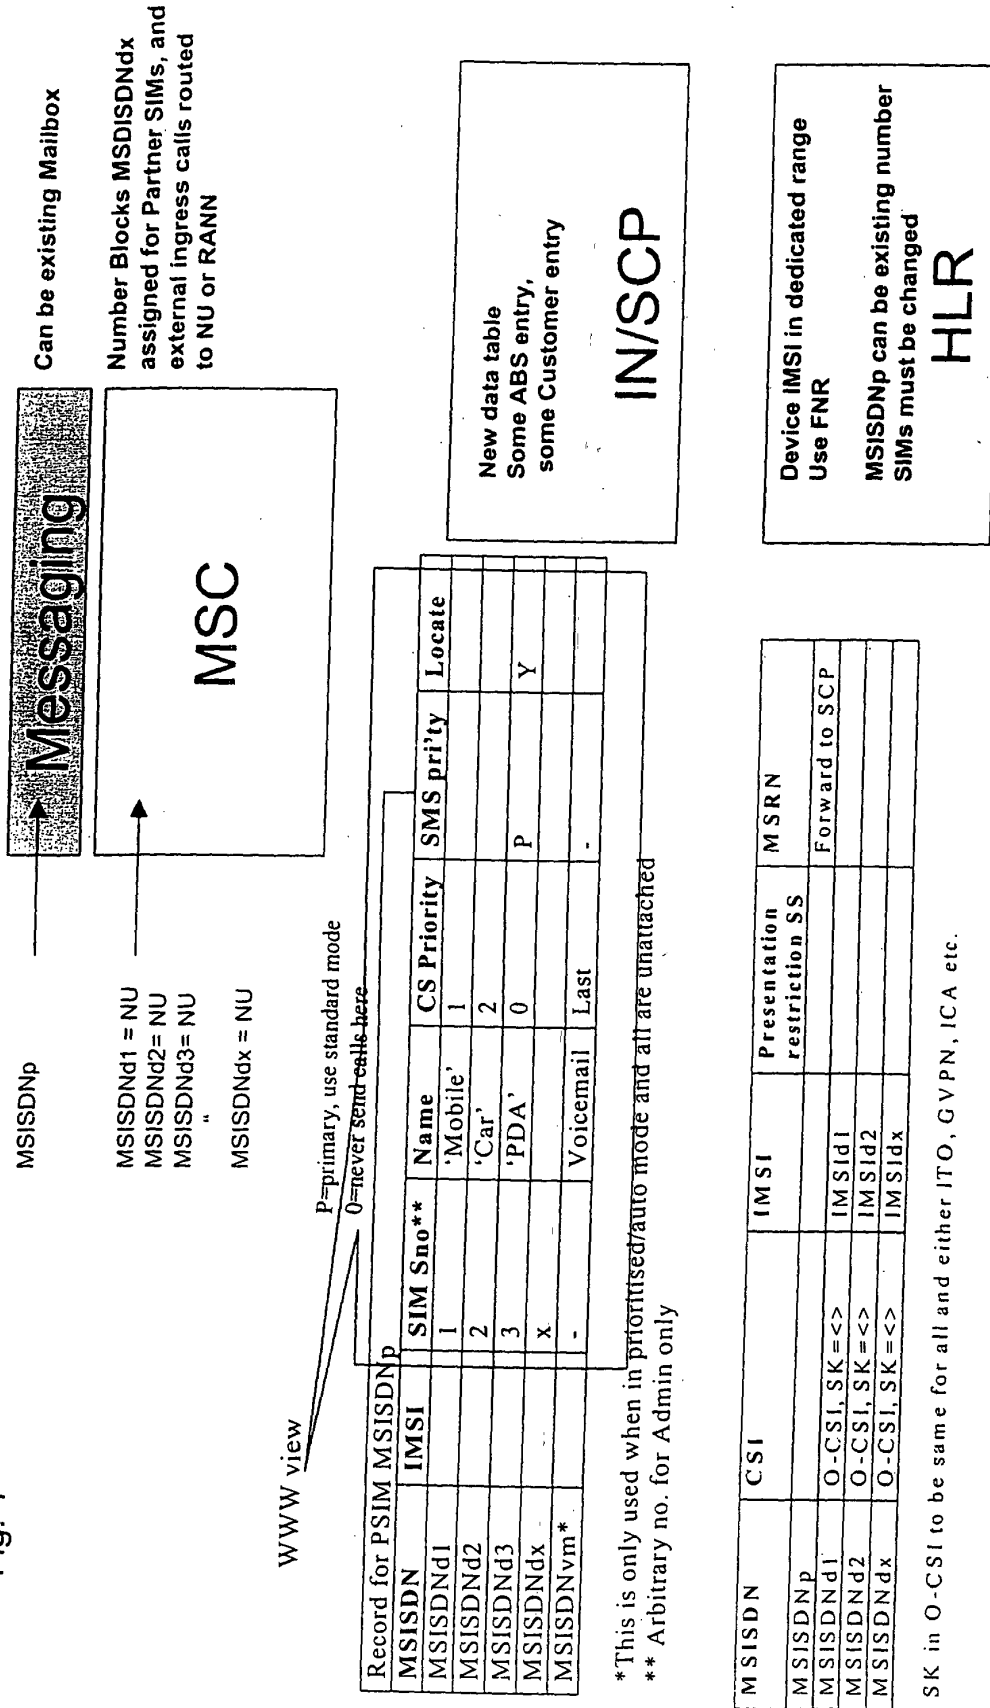 MSISDNp
Messaging
Can be existing Mailbox
MSISDNd1 = NU
MSISDNd2= NU
MSISDNd3= NU
"
MSISDNdx = NU
MSC
Number Blocks MSDISDNdx
assigned for Partner SIMs, and
external ingress calls routed
to NU or RANN
WWW view
P=primary, use standard mode
0=never send calls here
Record for PSIM MSISDNp
MSISDN IMSI SIM Sno** Name CS Priority SMS pri'ty Locate
MSISDNd1 1 'Mobile' 1
MSISDNd2 2 'Car' 2
MSISDNd3 3 'PDA' 0 P Y
MSISDNdx x
MSISDNvm* - Voicemail Last -
*This is only used when in prioritised/auto mode and all are unattached
** Arbitrary no. for Admin only
New data table
Some ABS entry,
some Customer entry
IN/SCP
MSISDN CSI IMSI Presentation restriction SS MSRN
MSISDNp Forward to SCP
MSISDNd1 O-CSI, SK=<> IMSId1
MSISDNd2 O-CSI, SK=<> IMSId2
MSISDNdx O-CSI, SK=<> IMSIdx
SK in O-CSI to be same for all and either ITO, GVPN, ICA etc.
Device IMSI in dedicated range
Use FNR
MSISDNp can be existing number
SIMs must be changed
HLR